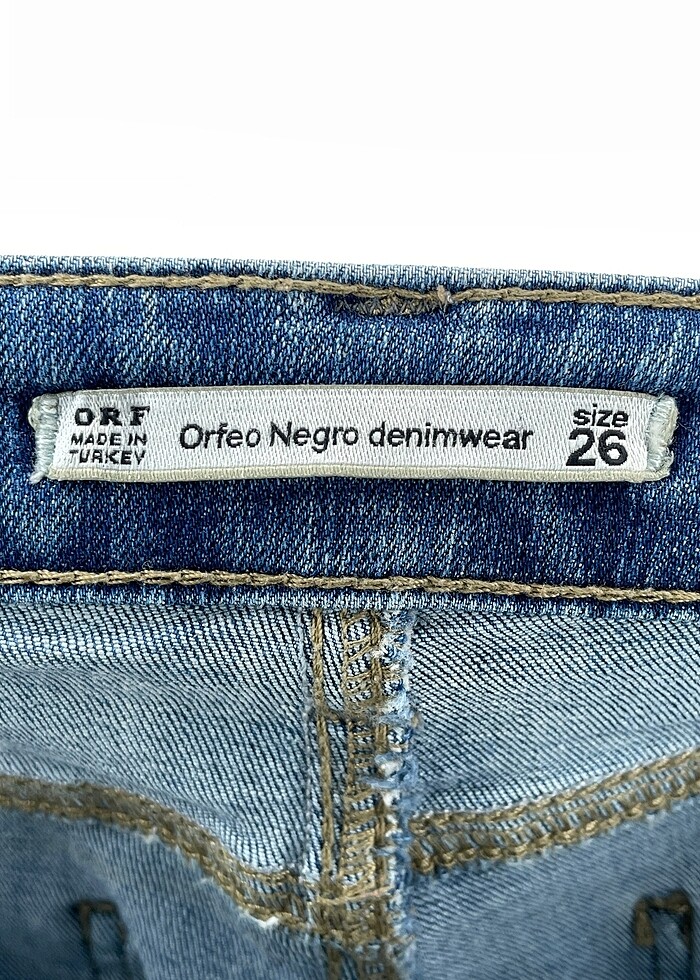 ORF
MADE IN
TURKEY
Orfeo Negro denimwear
size
26